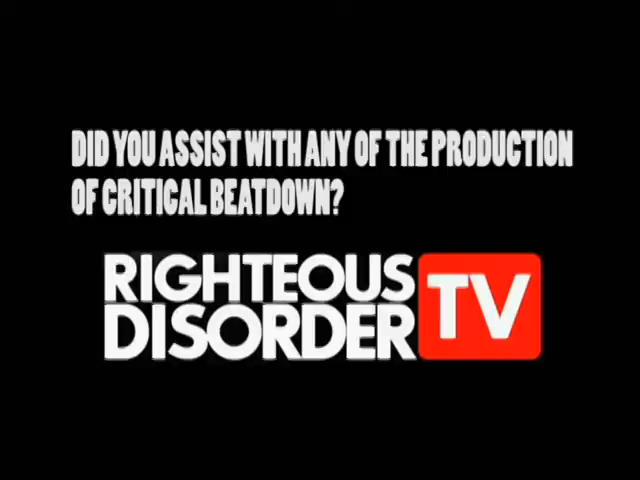 DID YOU ASSIST WITH ANY OF THE PRODUCTION
OF CRITICAL BEATDOWN?
RIGHTEOUS
DISORDER
TV